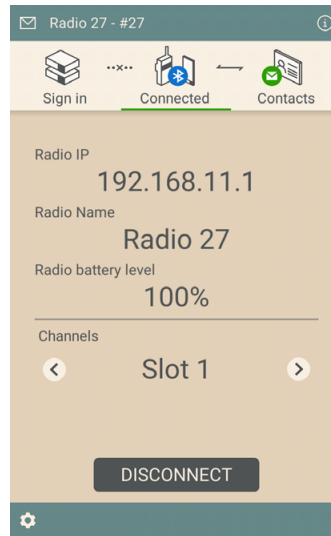 Radio 27 - #27
Sign in
Connected
Contacts
Radio IP
192.168.11.1
Radio Name
Radio 27
Radio battery level
100%
Channels
Slot 1
DISCONNECT